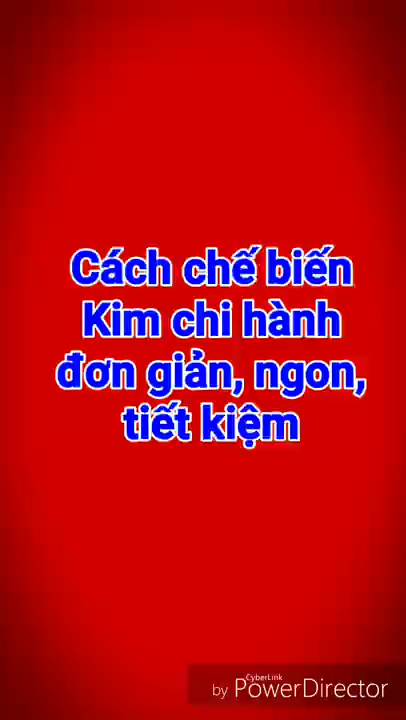 Cách chế biến
Kim chi hành
đơn giản, ngon,
tiết kiệm
CyberLink
by PowerDirector